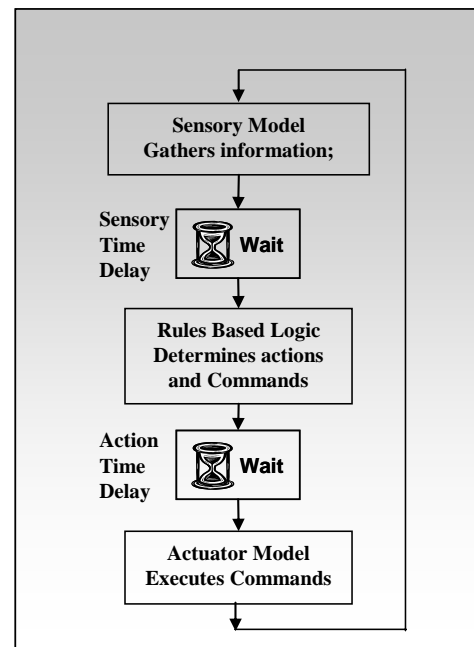 Sensory Model
Gathers information;
Sensory
Time
Delay
Wait
Rules Based Logic
Determines actions
and Commands
Action
Time
Delay
Wait
Actuator Model
Executes Commands